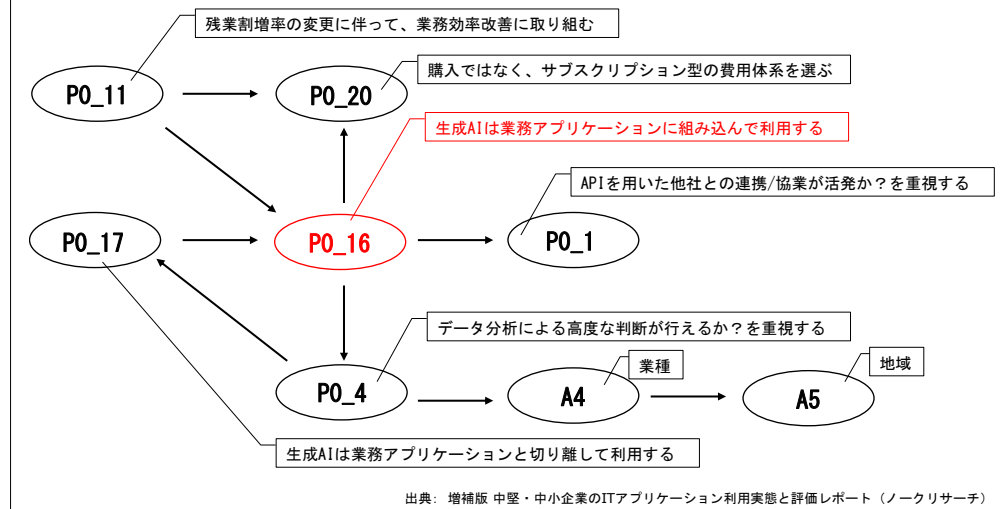 残業割増率の変更に伴って、業務効率改善に取り組む
購入ではなく、サブスクリプション型の費用体系を選ぶ
PO_11
PO_20
生成AIは業務アプリケーションに組み込んで利用する
APIを用いた他社との連携/協業が活発か?を重視する
PO_17
PO_16
PO_1
データ分析による高度な判断が行えるか?を重視する
業種
地域
PO_4
A4
A5
生成AIは業務アプリケーションと切り離して利用する
出典: 増補版 中堅・中小企業のITアプリケーション利用実態と評価レポート(ノークリサーチ)